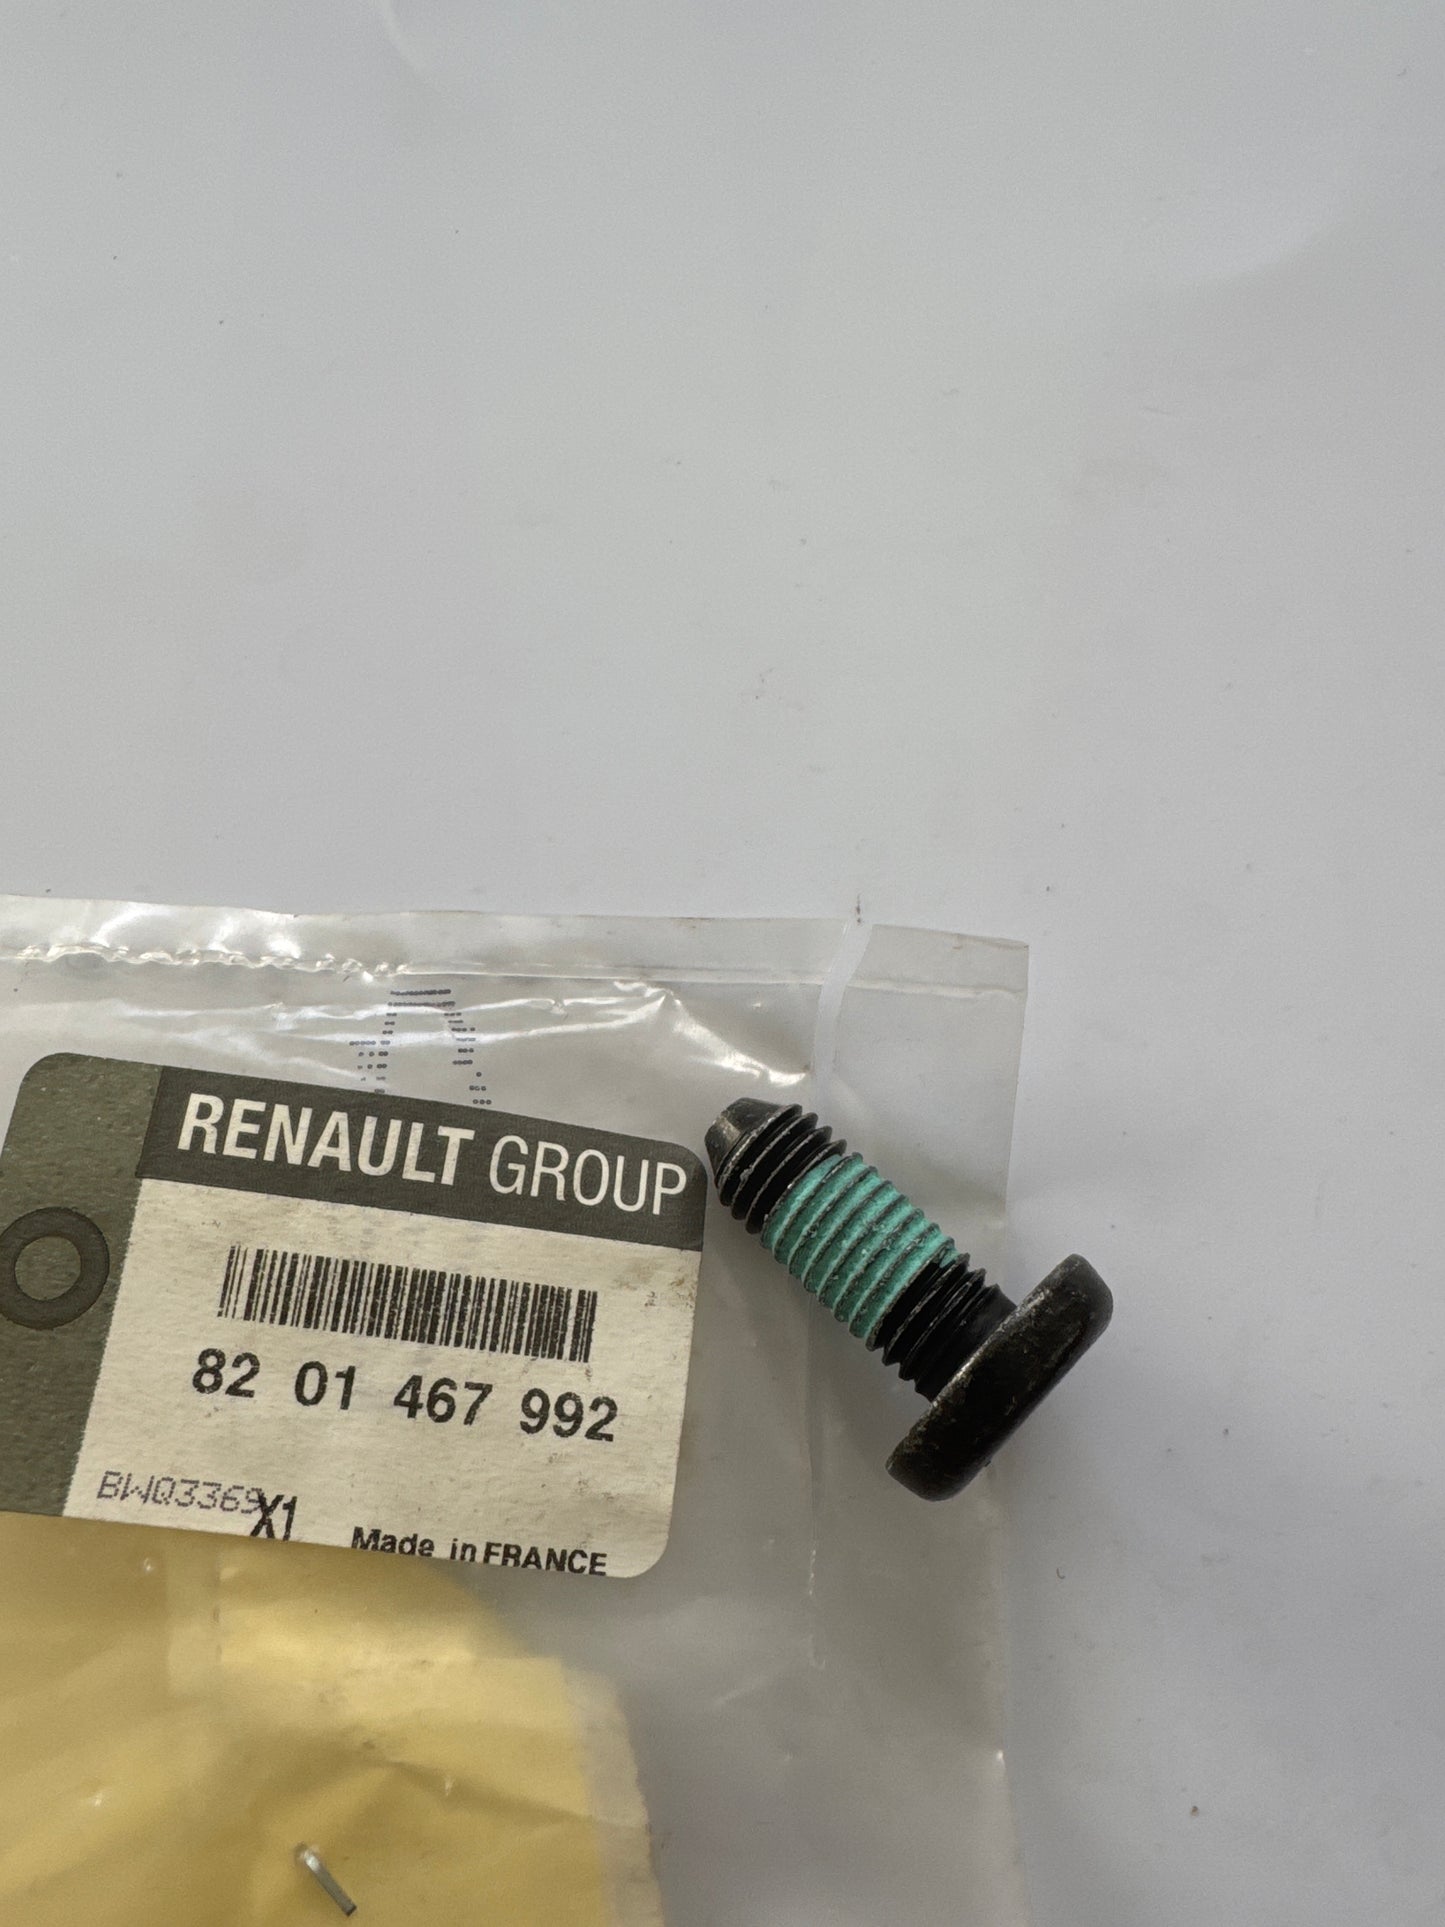 RENAULT GROUP
82 01 467 992
BWQ3369
X1
Made in FRANCE